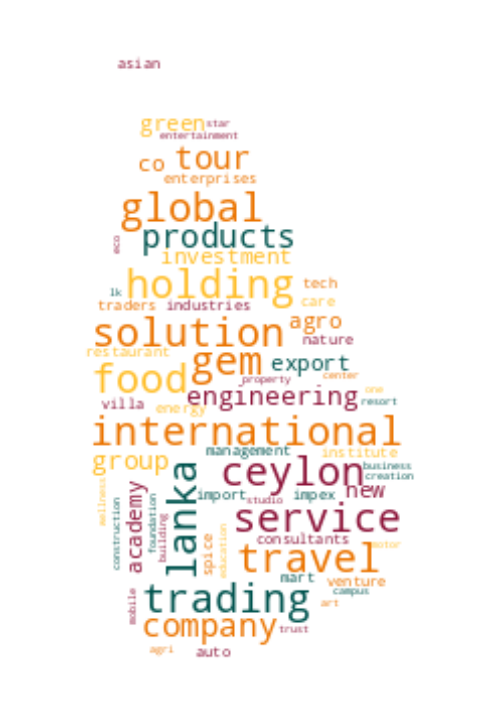 asian
green star
entertainment
co tour
enterprises
global
eco products
investment
holding tech
lk care
traders industries
solution agro
nature
restaurant gem export
food property center
engineering one
villa energy resort
international
management institute
group ceylon business
creation
lanka new
import studio impex
wellness construction academy foundation building
service
spice education consultants motor
travel
mart venture
mobile trading campus
art
company trust
agri auto